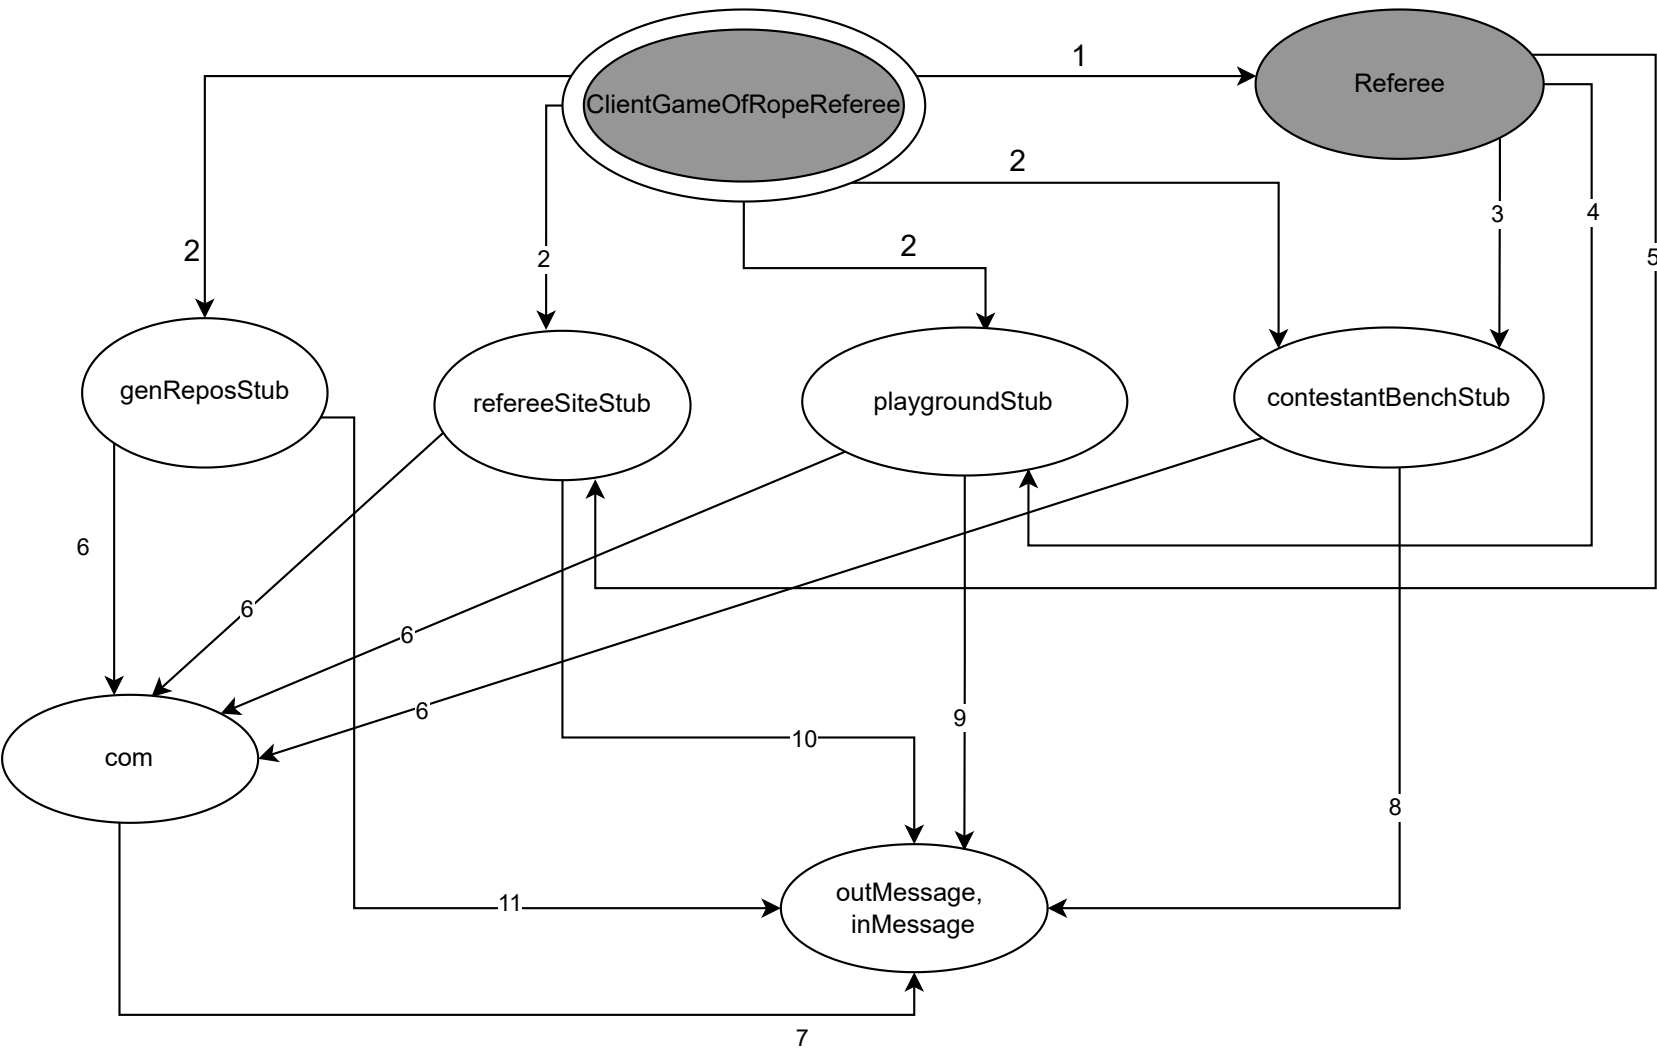 1
ClientGameOfRopeReferee
Referee
2
3
4
2
2
2
5
genReposStub
refereeSiteStub
playgroundStub
contestantBenchStub
6
6
6
6
com
10
9
8
outMessage,
inMessage
11
7